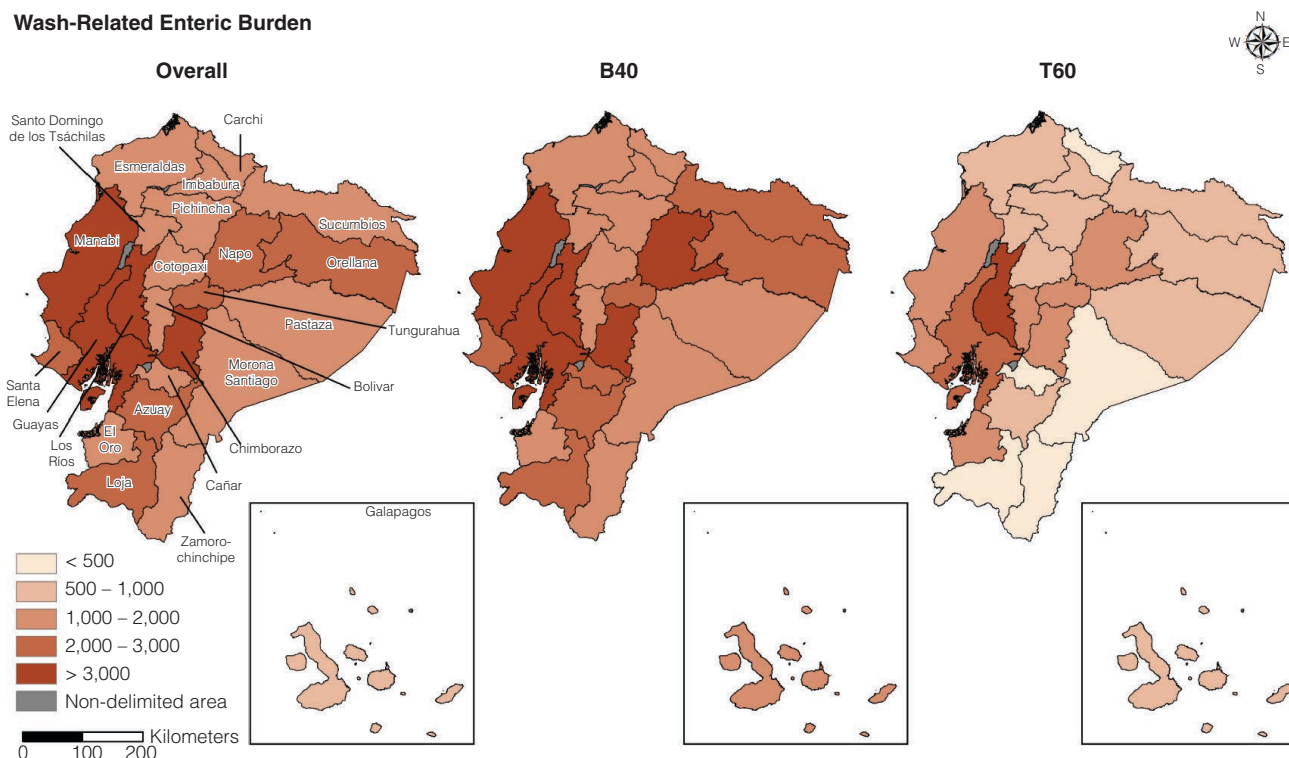 Wash-Related Enteric Burden
N
W E
S
Overall
B40
T60
Santo Domingo
de los Tsáchilas
Carchi
Esmeraldas
Imbabura
Pichincha
Sucumbios
Manabi
Cotopaxi
Napo
Orellana
Pastaza
Tungurahua
Morona
Santiago
Bolivar
Santa
Elena
Guayas
Azuay
El
Oro
Los
Ríos
Chimborazo
Loja
Cañar
Zamoro-
chinchipe
Galapagos
< 500
500 – 1,000
1,000 – 2,000
2,000 – 3,000
> 3,000
Non-delimited area
Kilometers
0 100 200